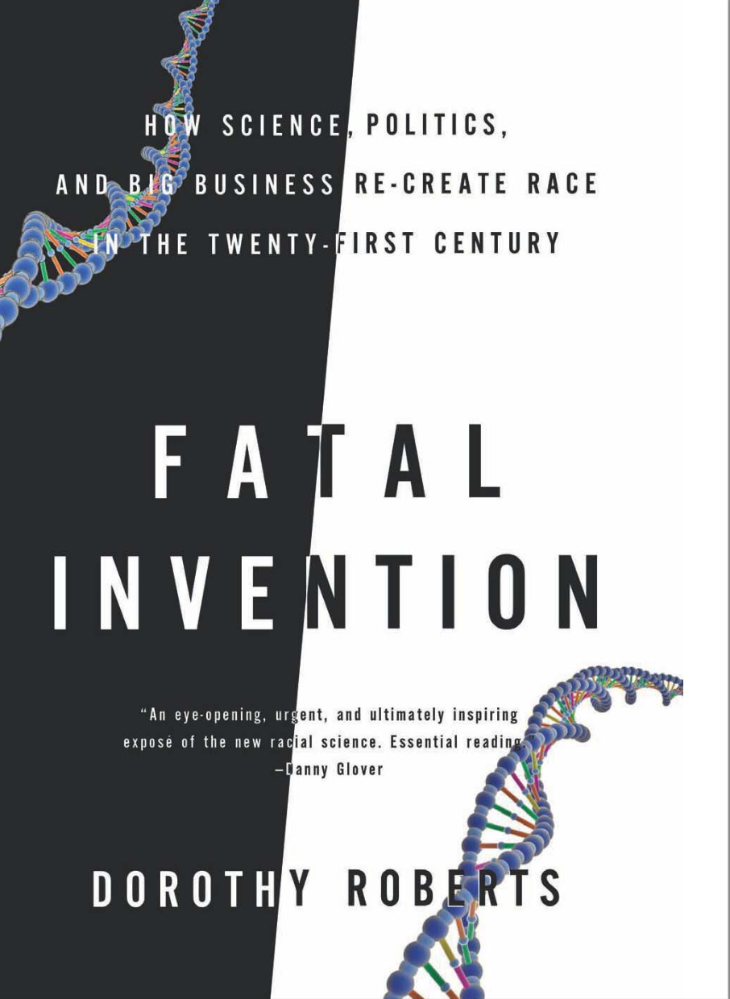 HOW SCIENCE, POLITICS,
AND BIG BUSINESS RE-CREATE RACE
IN THE TWENTY-FIRST CENTURY
FATAL
INVENTION
“An eye-opening, urgent, and ultimately inspiring
exposé of the new racial science. Essential reading.”
—Danny Glover
DOROTHY ROBERTS